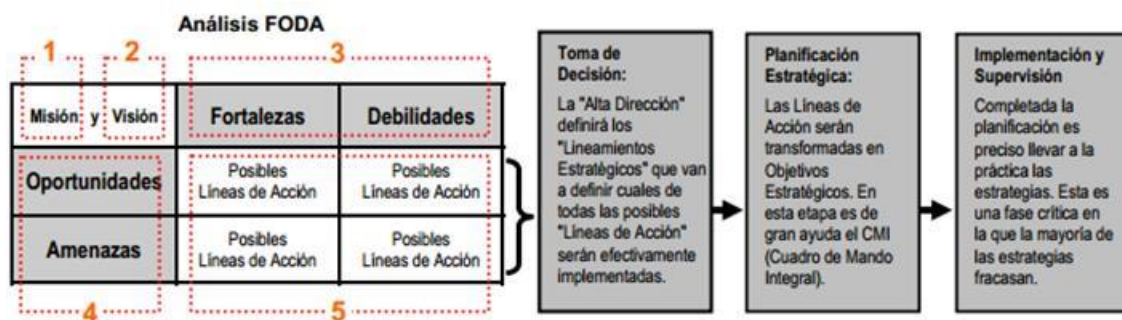 Análisis FODA
1 2 3
Misión y Visión Fortalezas Debilidades
Oportunidades
Posibles
Líneas de Acción
Posibles
Líneas de Acción
Amenazas
Posibles
Líneas de Acción
Posibles
Líneas de Acción
4 5
Toma de
Decisión:
La "Alta Dirección"
definirá los
"Lineamientos
Estratégicos" que van
a definir cuales de
todas las posibles
"Líneas de Acción"
serán efectivamente
implementadas.
Planificación
Estratégica:
Las Líneas de
Acción serán
transformadas en
Objetivos
Estratégicos. En
esta etapa es de
gran ayuda el CMI
(Cuadro de Mando
Integral).
Implementación y
Supervisión
Completada la
planificación es
preciso llevar a la
práctica las
estrategias. Esta es
una fase crítica en
la que la mayoría de
las estrategias
fracasan.